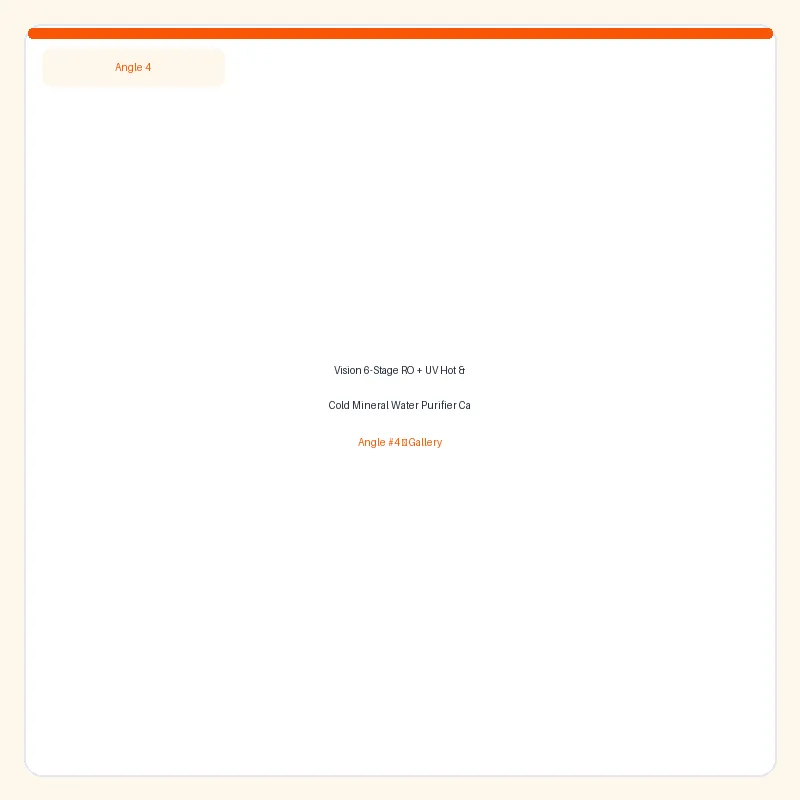 Angle 4
Vision 6-Stage RO + UV Hot &
Cold Mineral Water Purifier Ca
Angle #4 Gallery